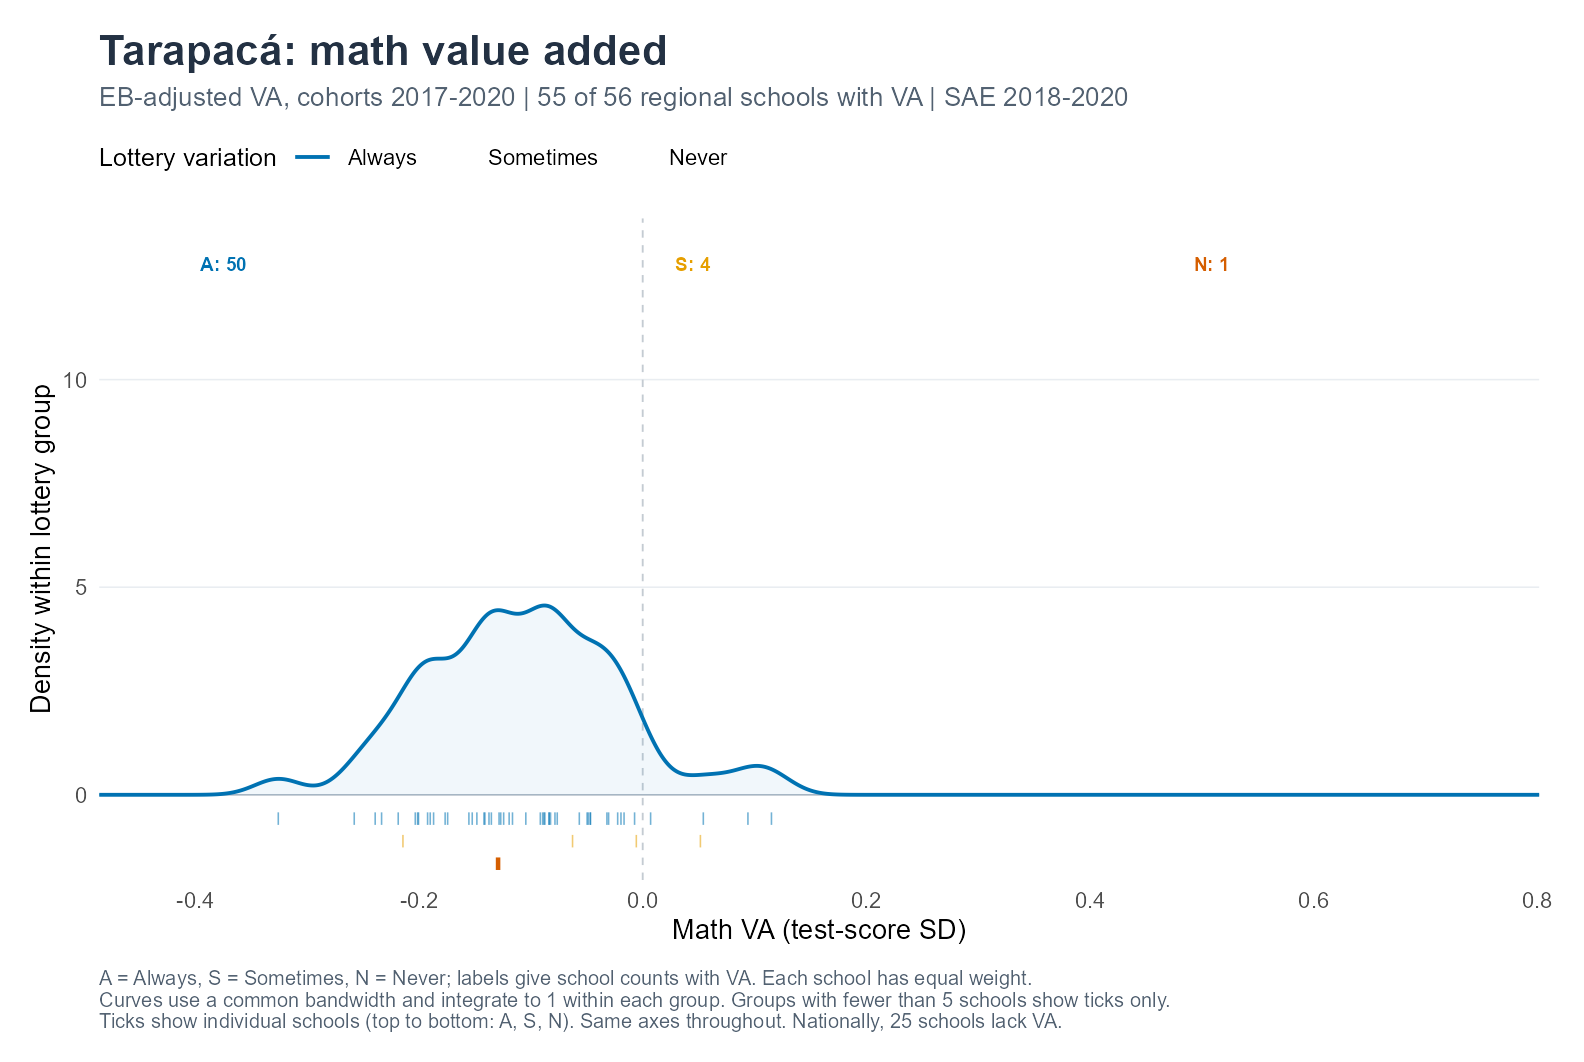 Tarapacá: math value added
EB-adjusted VA, cohorts 2017-2020 | 55 of 56 regional schools with VA | SAE 2018-2020
Lottery variation Always Sometimes Never
A: 50 S: 4 N: 1
Density within lottery group
10
5
0
-0.4 -0.2 0.0 0.2 0.4 0.6 0.8
Math VA (test-score SD)
A = Always, S = Sometimes, N = Never; labels give school counts with VA. Each school has equal weight.
Curves use a common bandwidth and integrate to 1 within each group. Groups with fewer than 5 schools show ticks only.
Ticks show individual schools (top to bottom: A, S, N). Same axes throughout. Nationally, 25 schools lack VA.